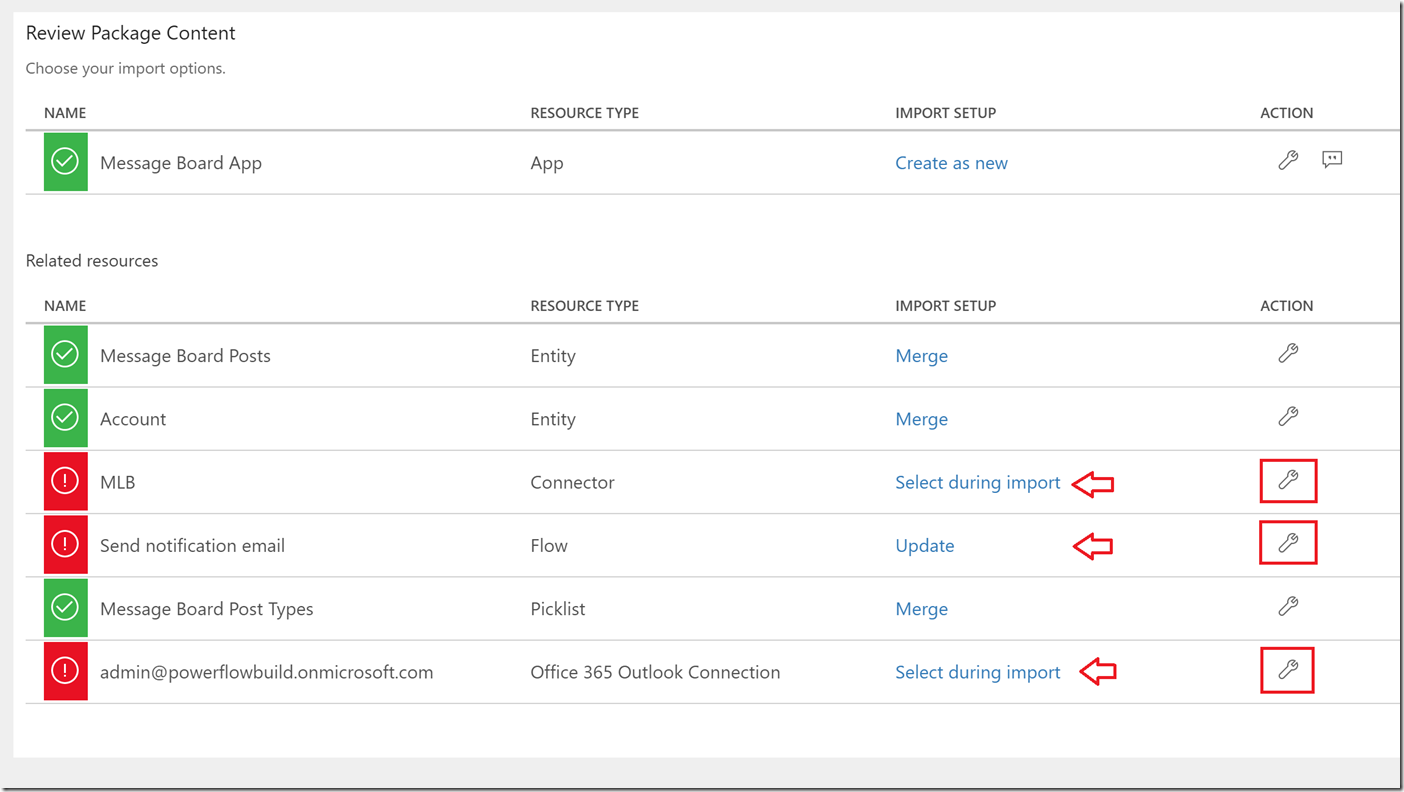 Review Package Content
Choose your import options.
NAME RESOURCE TYPE IMPORT SETUP ACTION
Message Board App App Create as new
Related resources
NAME RESOURCE TYPE IMPORT SETUP ACTION
Message Board Posts Entity Merge
Account Entity Merge
MLB Connector Select during import
Send notification email Flow Update
Message Board Post Types Picklist Merge
admin@powerflowbuild.onmicrosoft.com Office 365 Outlook Connection Select during import